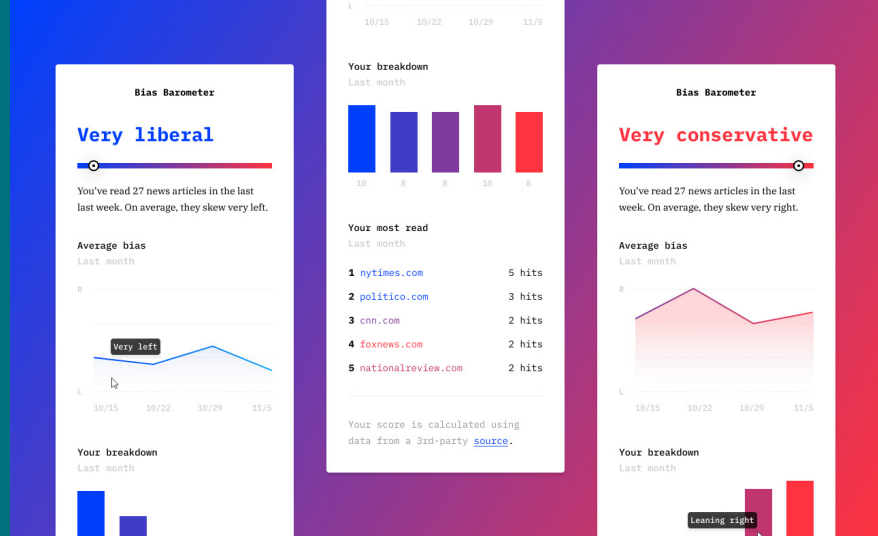 Bias Barometer
Very liberal
You've read 27 news articles in the last
last week. On average, they skew very left.
Average bias
Last month
R
Very left
L
10/15 10/22 10/29 11/5
Your breakdown
Last month
L
10/15 10/22 10/29 11/5
Your breakdown
Last month
10 8 8 10 8
Your most read
Last month
1 nytimes.com 5 hits
2 politico.com 3 hits
3 cnn.com 2 hits
4 foxnews.com 2 hits
5 nationalreview.com 2 hits
Your score is calculated using
data from a 3rd-party source.
Bias Barometer
Very conservative
You've read 27 news articles in the last
week. On average, they skew very right.
Average bias
Last month
R
L
10/15 10/22 10/29 11/5
Your breakdown
Last month
Leaning right